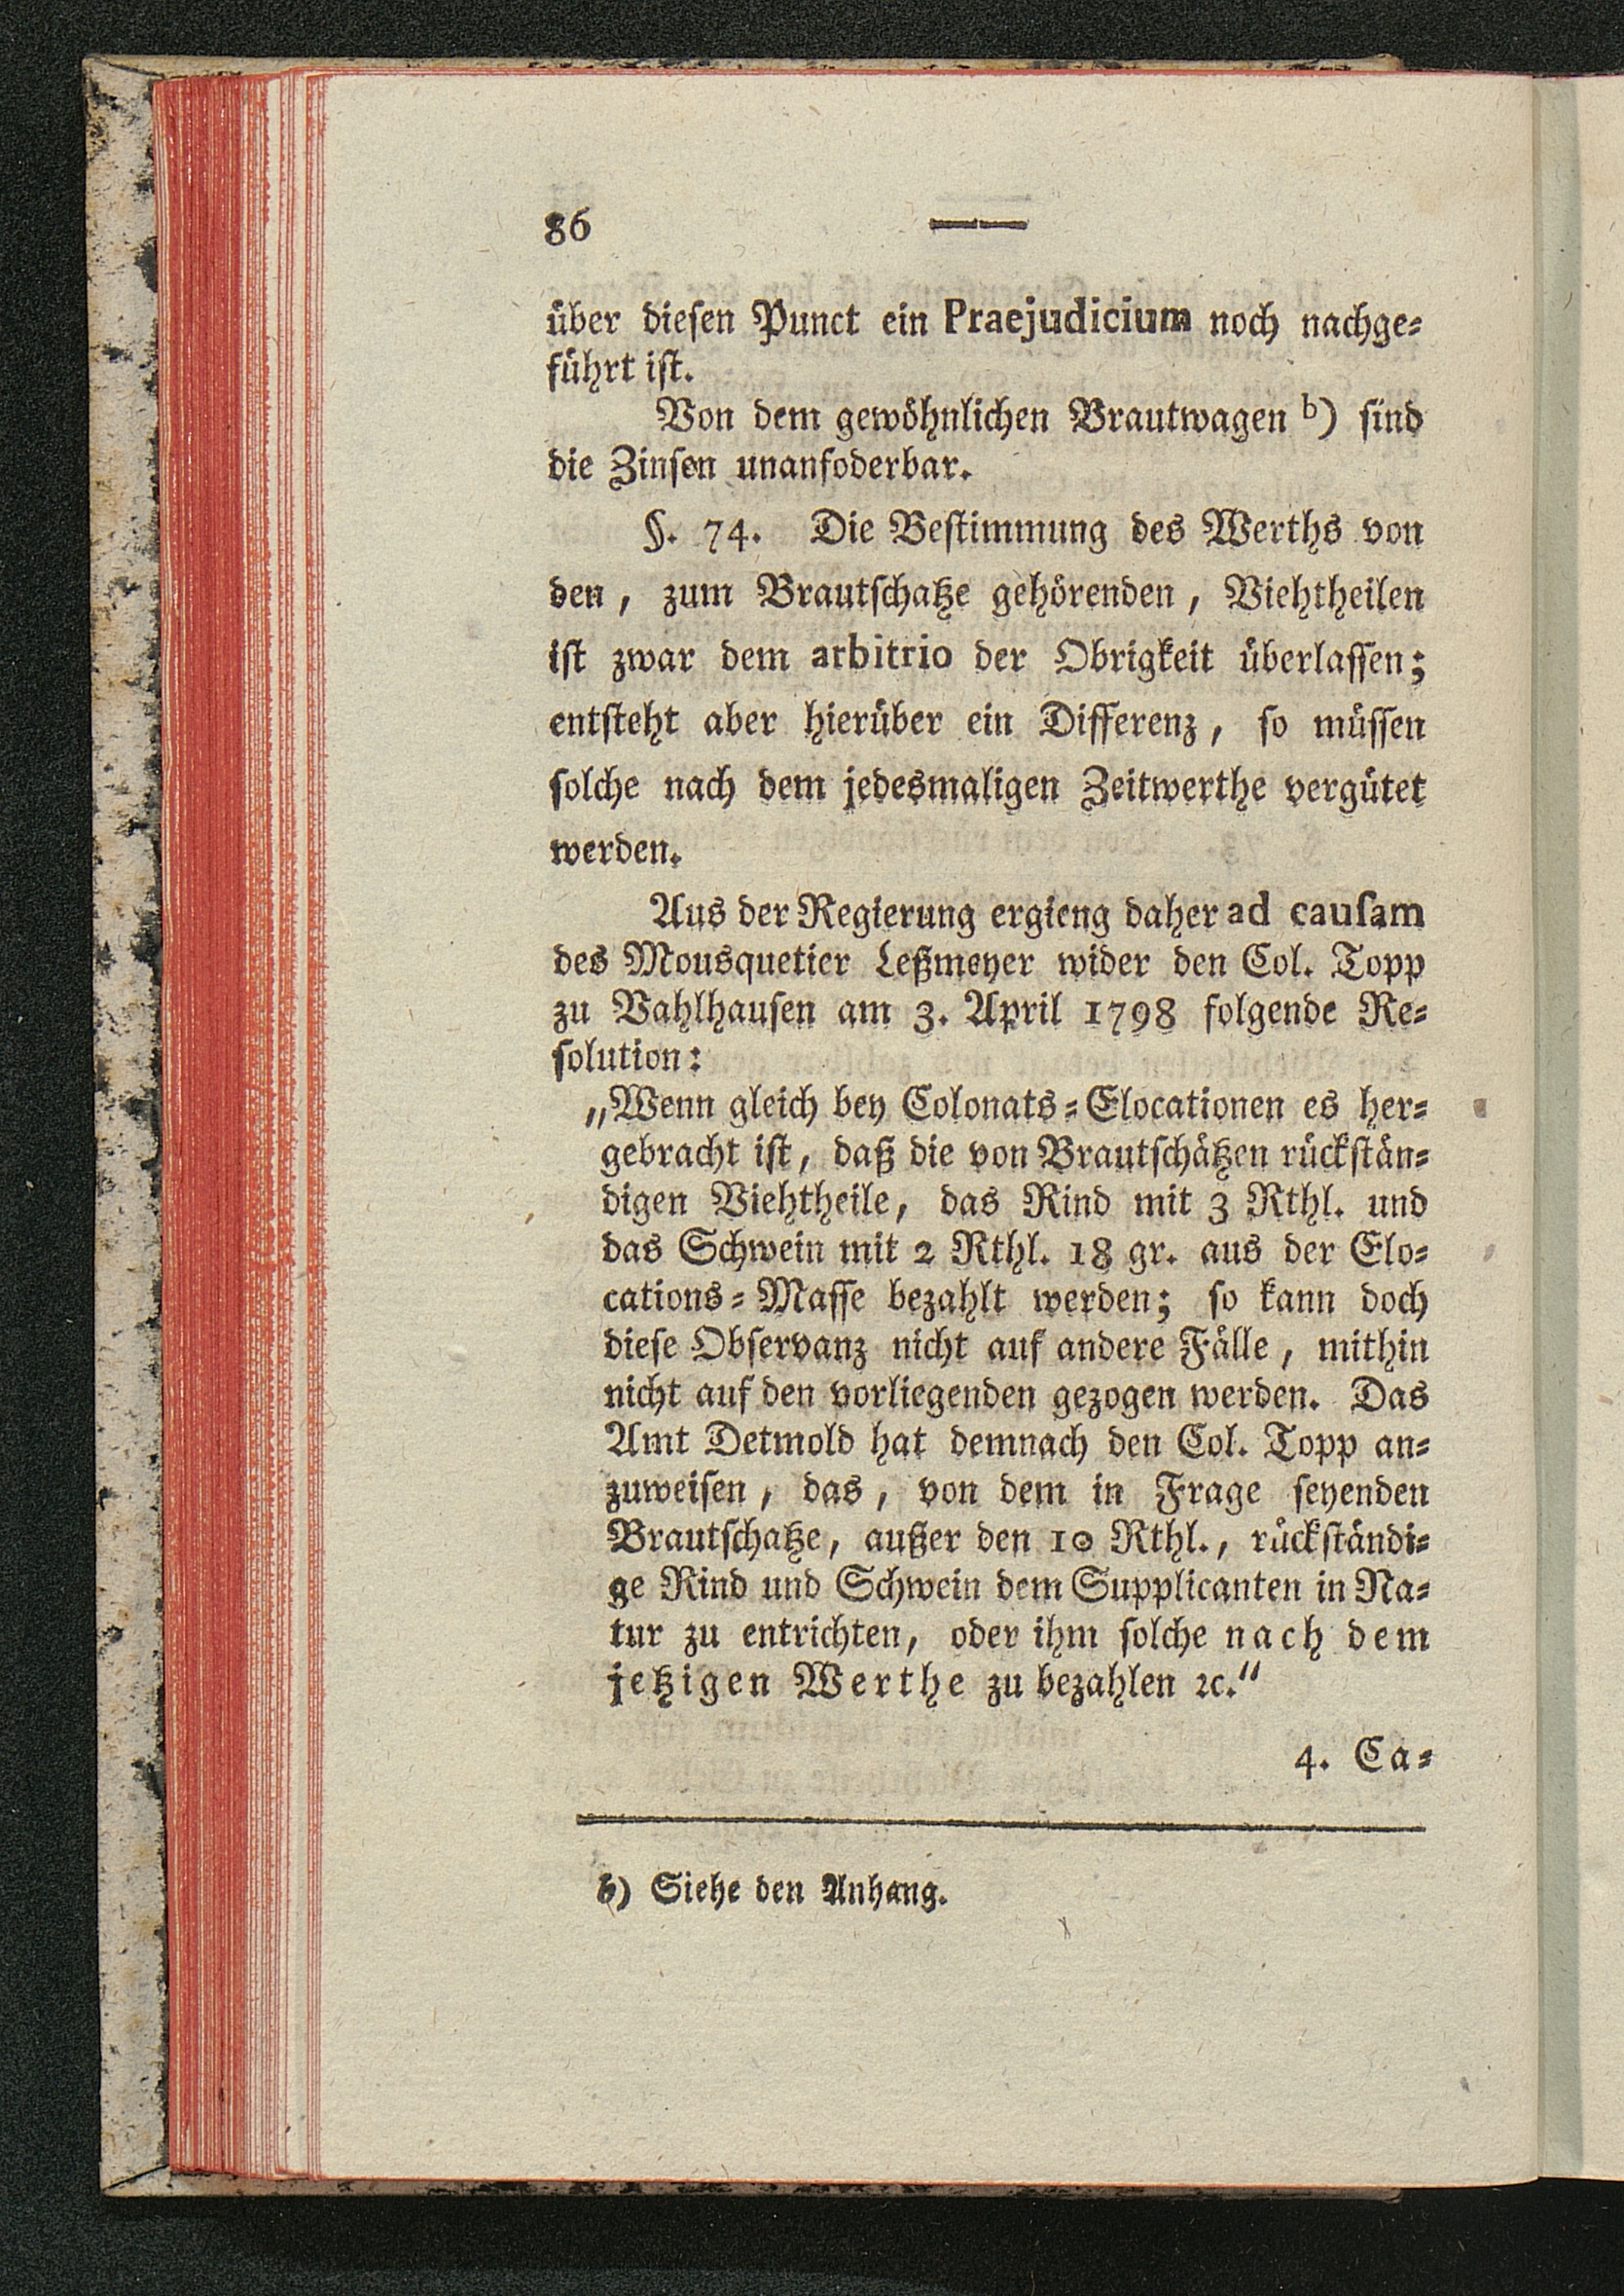 86
über dieſen Punct ein Praejudicium noch nachge⸗
führt iſt.
Von dem gewöhnlichen Brautwagen b) ſind
die Zinſen unanfoderbar.
§. 74. Die Beſtimmung des Werths von
den, zum Brautſchatze gehörenden, Viehtheilen
iſt zwar dem arbitrio der Obrigkeit überlaſſen;
entſteht aber hierüber ein Differenz, ſo müſſen
ſolche nach dem jedesmaligen Zeitwerthe vergütet
werden.
Aus der Regierung ergieng daher ad cauſam
des Mousquetier Leßmeyer wider den Col. Topp
zu Vahlhauſen am 3. April 1798 folgende Re⸗
ſolution:
„Wenn gleich bey Colonats⸗Elocationen es her⸗
gebracht iſt, daß die von Brautſchätzen rückſtän⸗
digen Viehtheile, das Rind mit 3 Rthl. und
das Schwein mit 2 Rthl. 18 gr. aus der Elo⸗
cations⸗Maſſe bezahlt werden; ſo kann doch
dieſe Obſervanz nicht auf andere Fälle, mithin
nicht auf den vorliegenden gezogen werden. Das
Amt Detmold hat demnach den Col. Topp an⸗
zuweiſen, das, von dem in Frage ſeyenden
Brautſchatze, außer den 10 Rthl., rückſtändi⸗
ge Rind und Schwein dem Supplicanten in Na⸗
tur zu entrichten, oder ihm ſolche nach dem
jetzigen Werthe zu bezahlen ꝛc.“
4. Ca⸗
b) Siehe den Anhang.